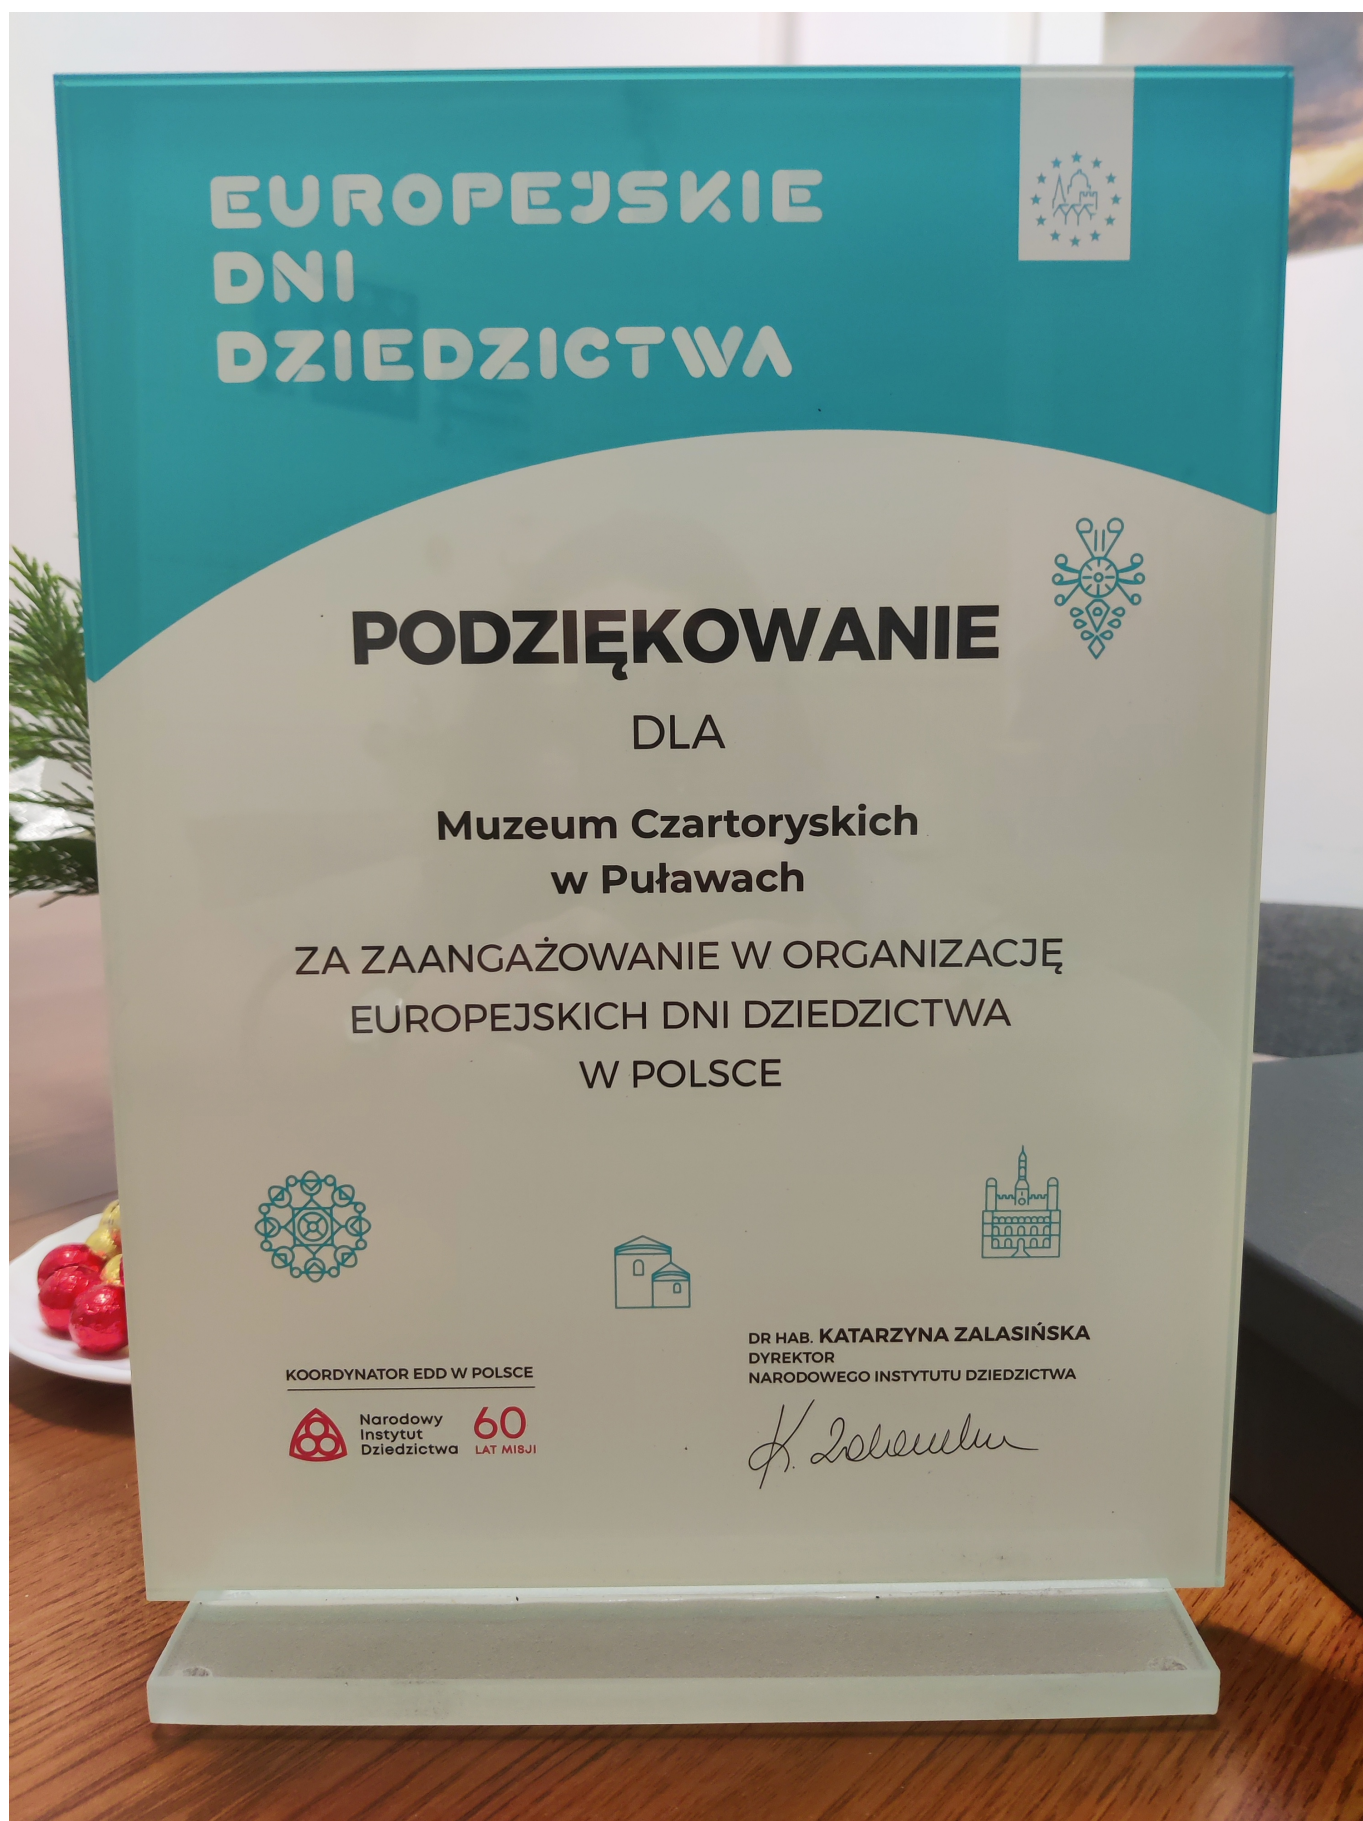 EUROPEJSKIE
DNI
DZIEDZICTWA
PODZIĘKOWANIE
DLA
Muzeum Czartoryskich
w Puławach
ZA ZAANGAŻOWANIE W ORGANIZACJĘ
EUROPEJSKICH DNI DZIEDZICTWA
W POLSCE
KOORDYNATOR EDD W POLSCE
Narodowy
Instytut
Dziedzictwa
60
LAT MISJI
DR HAB. KATARZYNA ZALASIŃSKA
DYREKTOR
NARODOWEGO INSTYTUTU DZIEDZICTWA